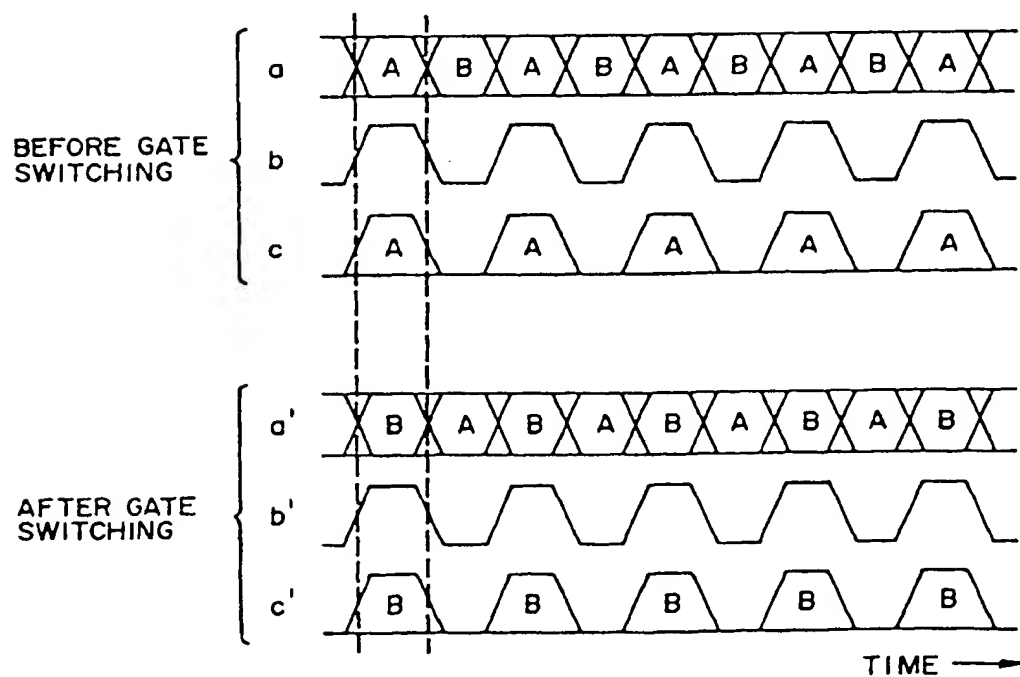 a A B A B A B A B A
BEFORE GATE
SWITCHING
b
c A A A A A
a' B A B A B A B A B
AFTER GATE
SWITCHING
b'
c' B B B B B
TIME